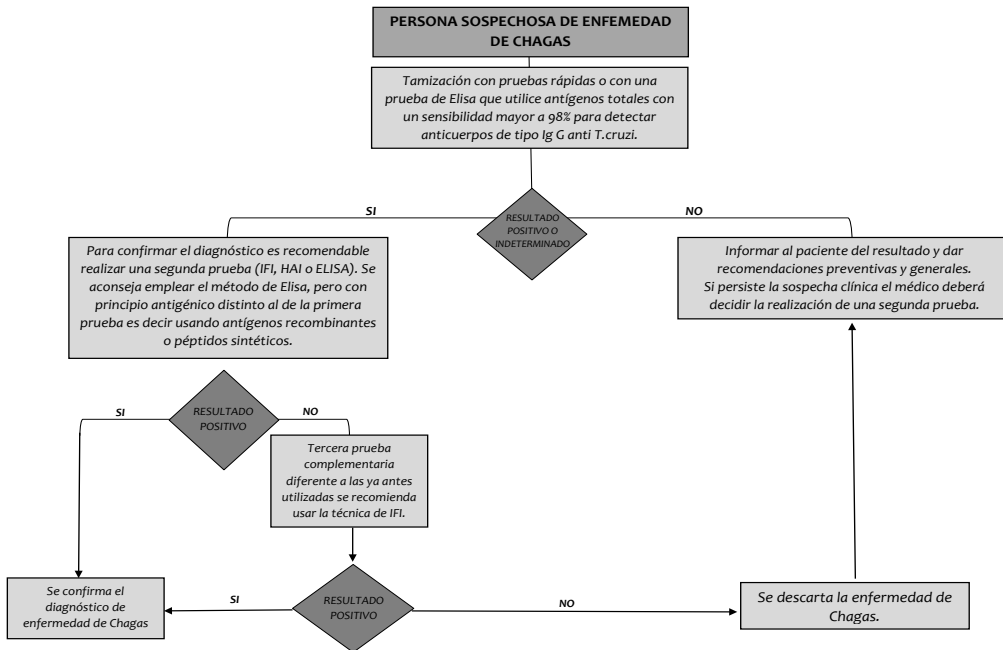 PERSONA SOSPECHOSA DE ENFEMEDAD
DE CHAGAS
Tamización con pruebas rápidas o con una
prueba de Elisa que utilice antígenos totales con
un sensibilidad mayor a 98% para detectar
anticuerpos de tipo Ig G anti T.cruzi.
SI
RESULTADO
POSITIVO O
INDETERMINADO
NO
Para confirmar el diagnóstico es recomendable
realizar una segunda prueba (IFI, HAI o ELISA). Se
aconseja emplear el método de Elisa, pero con
principio antigénico distinto al de la primera
prueba es decir usando antígenos recombinantes
o péptidos sintéticos.
Informar al paciente del resultado y dar
recomendaciones preventivas y generales.
Si persiste la sospecha clínica el médico deberá
decidir la realización de una segunda prueba.
SI
RESULTADO
POSITIVO
NO
Tercera prueba
complementaria
diferente a las ya antes
utilizadas se recomienda
usar la técnica de IFI.
Se confirma el
diagnóstico de
enfermedad de Chagas
SI
RESULTADO
POSITIVO
NO
Se descarta la enfermedad de
Chagas.